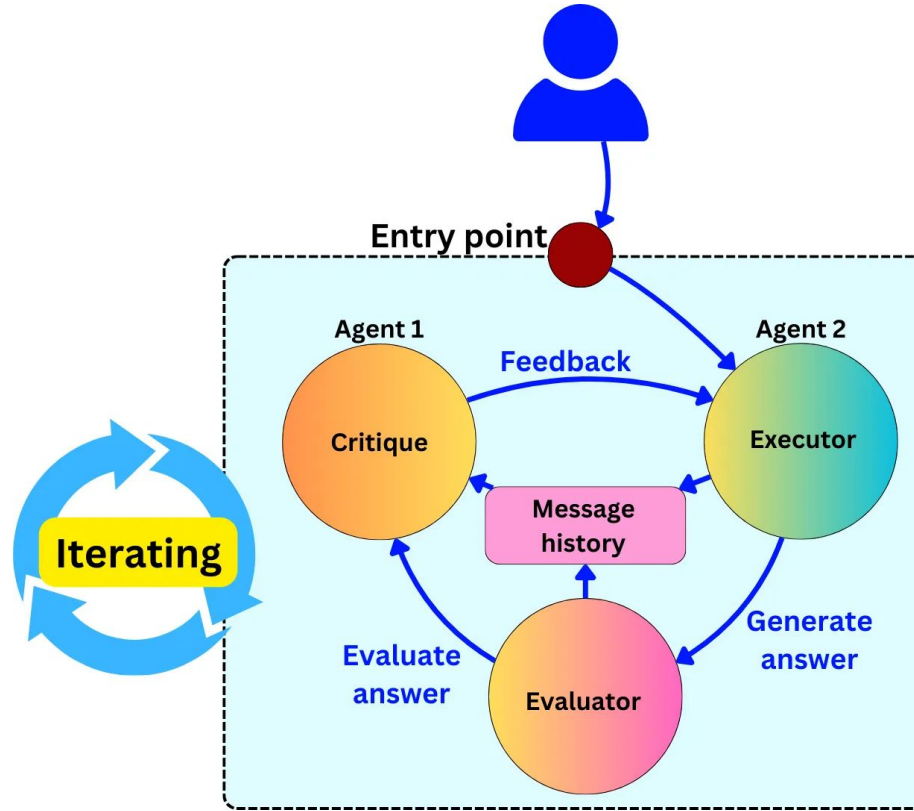 Entry point
Agent 1
Agent 2
Feedback
Critique
Executor
Message
history
Iterating
Generate
answer
Evaluate
answer
Evaluator